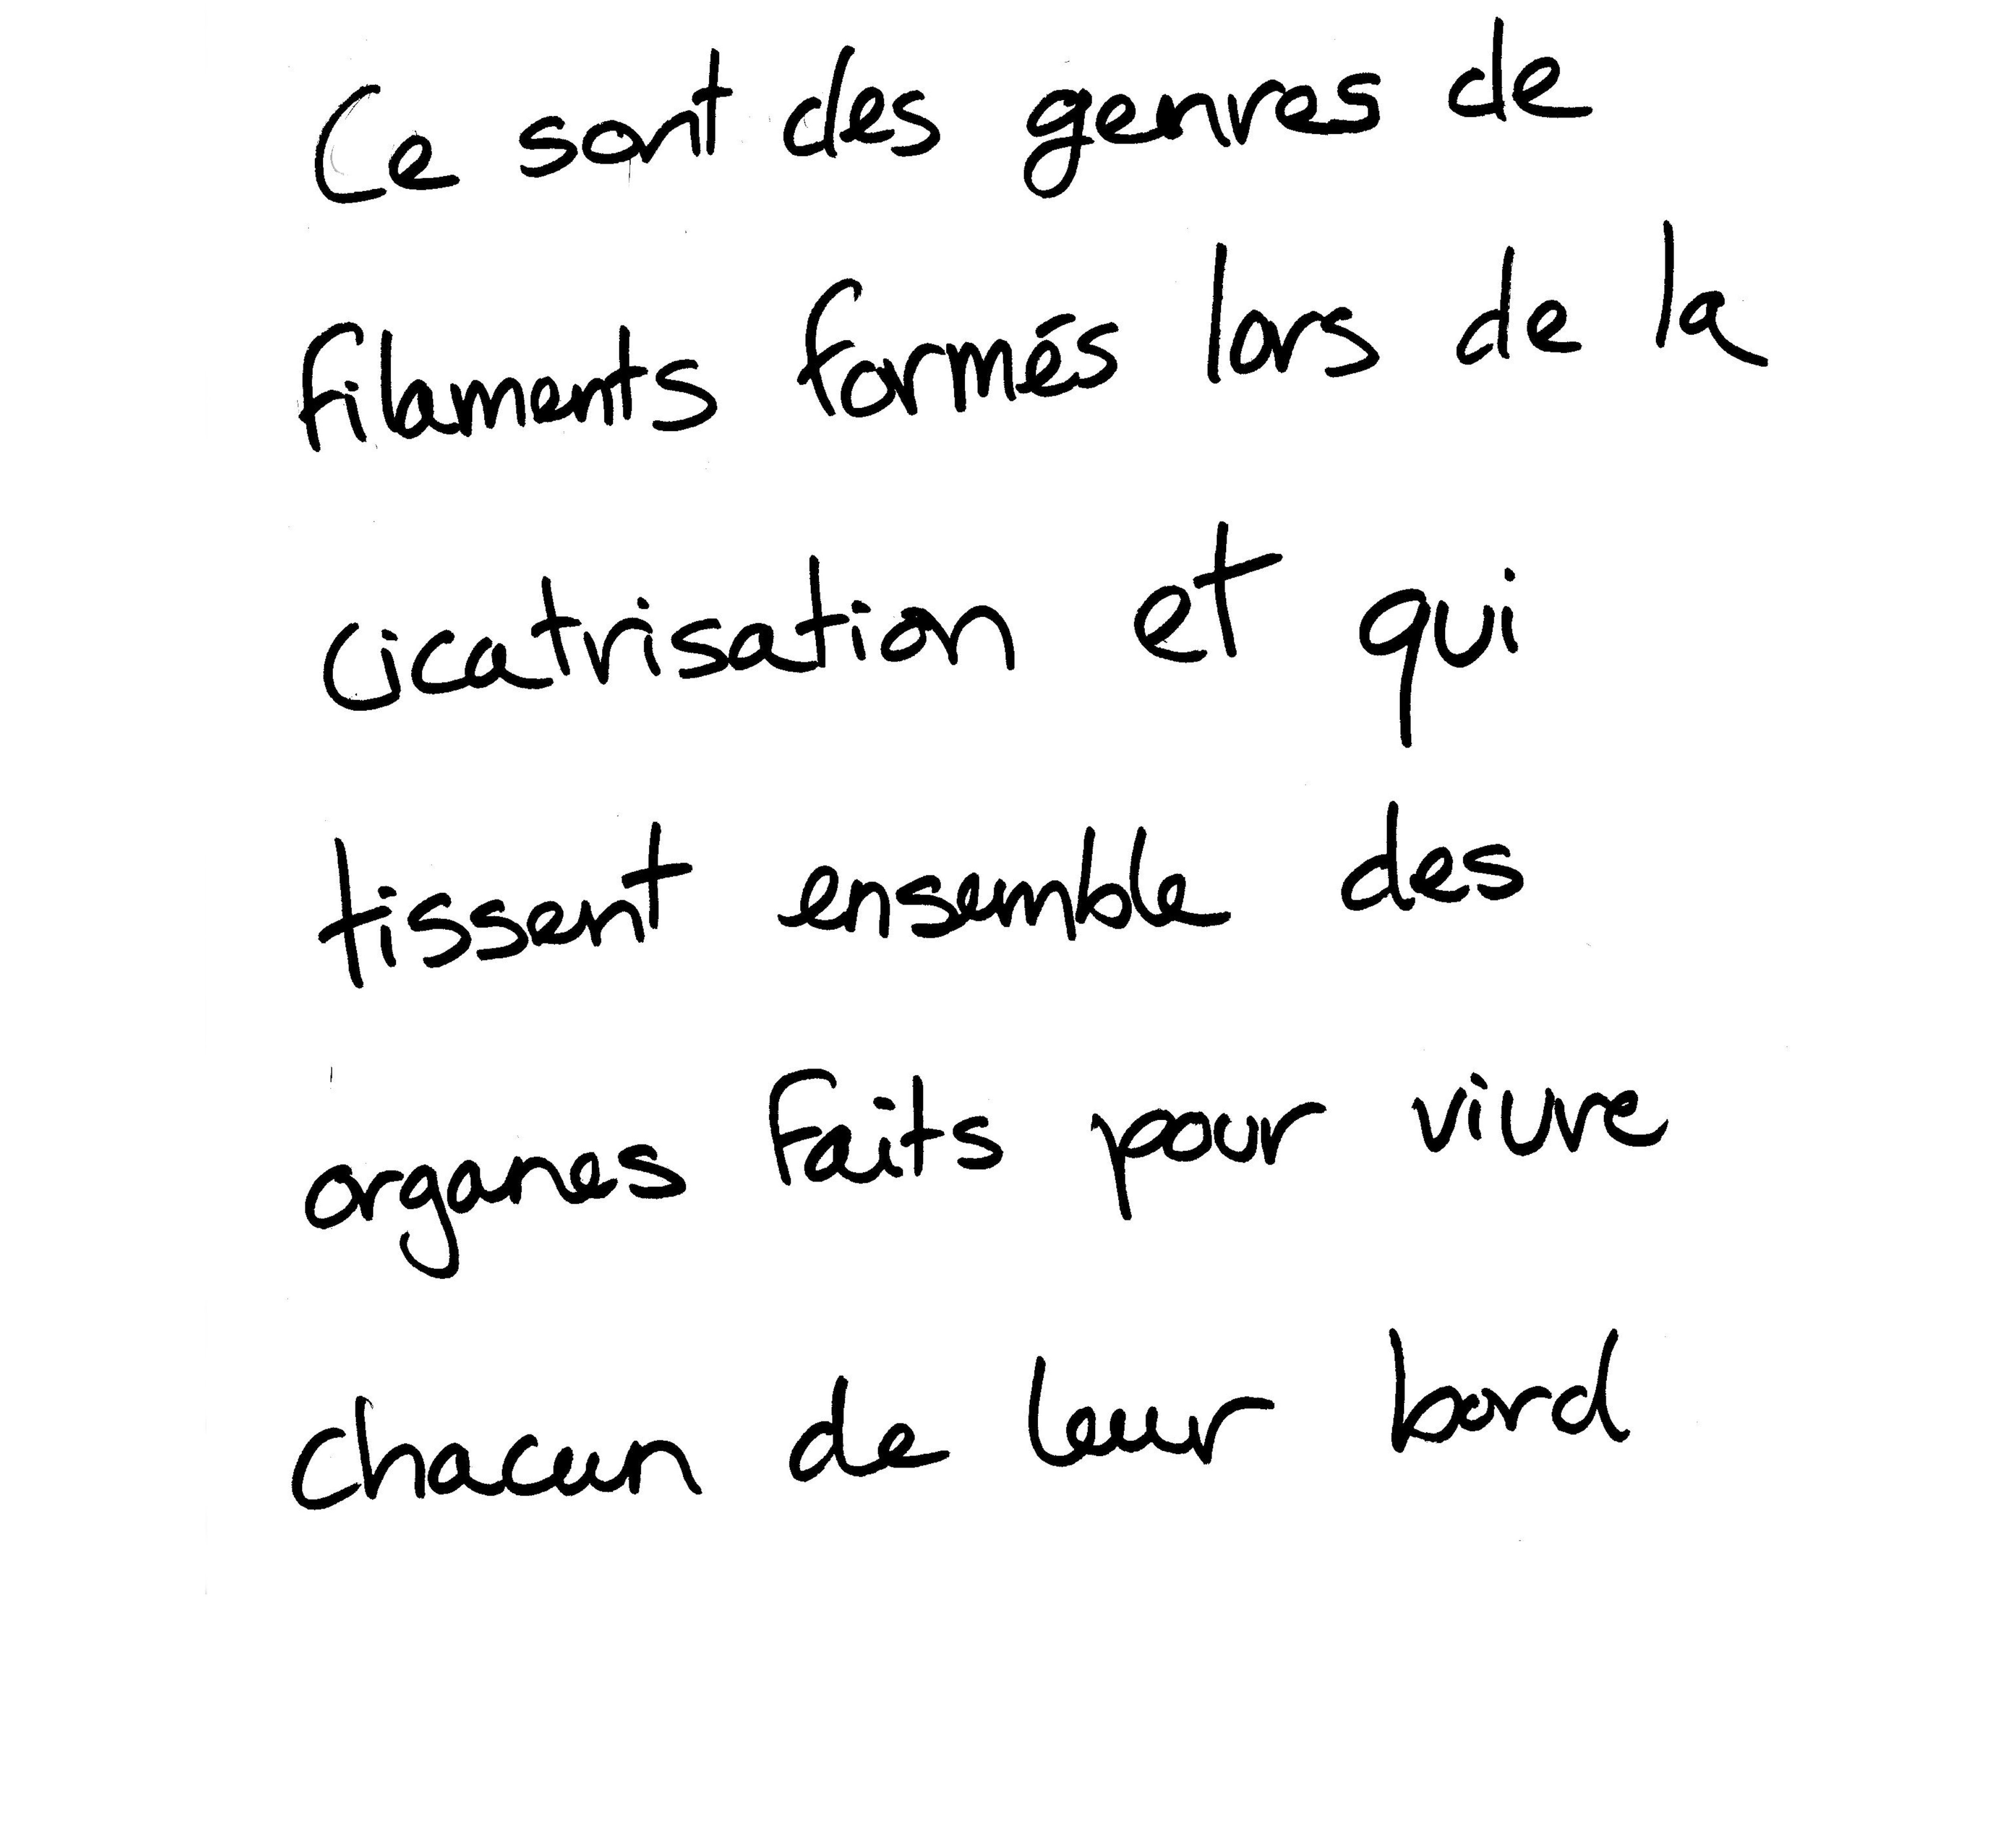 Ce sont des genres de
filaments formés lors de la
cicatrisation et qui
tissent ensemble des
organes faits pour vivre
chacun de leur bord